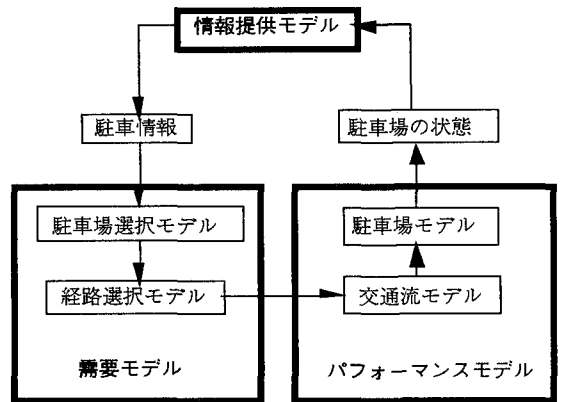 情報提供モデル
駐車情報
駐車場の状態
駐車場選択モデル
駐車場モデル
経路選択モデル
交通流モデル
需要モデル
パフォーマンスモデル